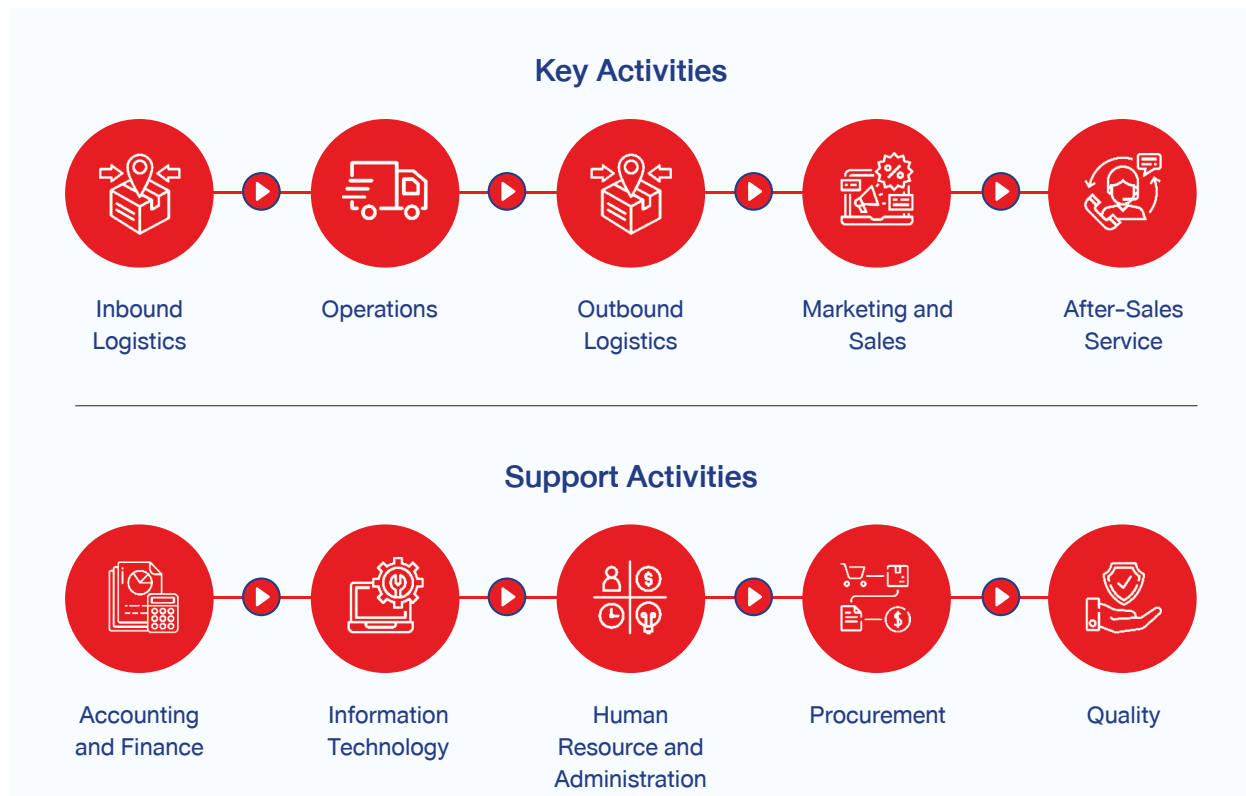 Key Activities
Inbound
Logistics
Operations
Outbound
Logistics
Marketing and
Sales
After-Sales
Service
Support Activities
Accounting
and Finance
Information
Technology
Human
Resource and
Administration
Procurement
Quality